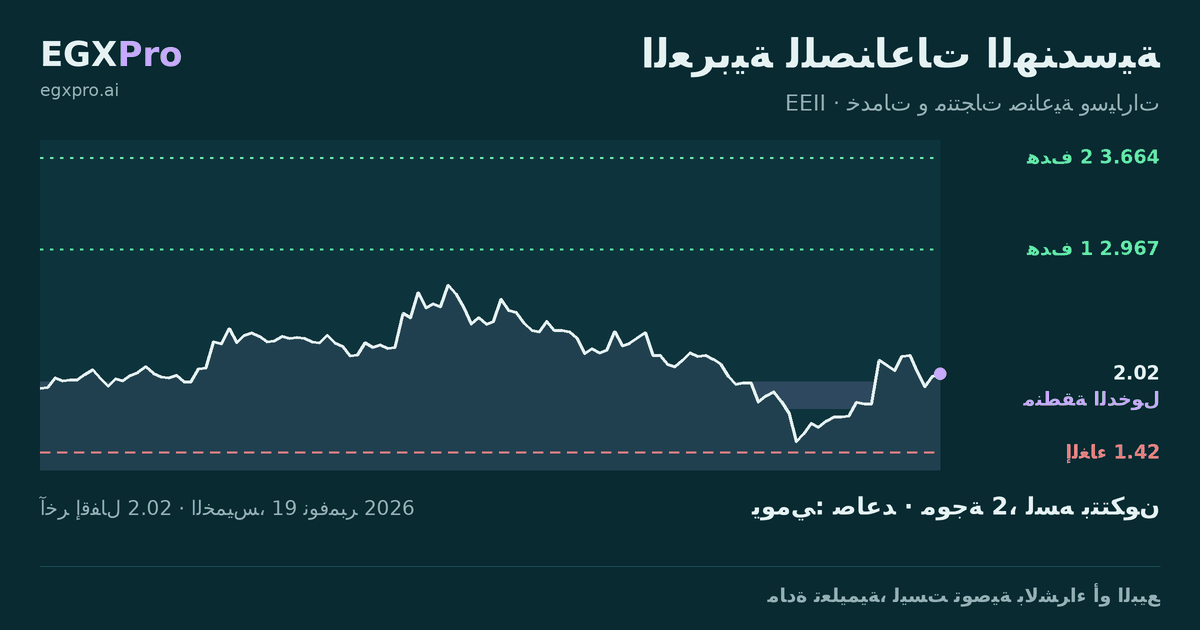 EGXPro
egxpro.ai
العربية للصناعات الهندسية
EEII · خدمات و منتجات صناعية وسيارات
هدف 2 3.664
هدف 1 2.967
2.02
منطقة الدخول
إلغاء 1.42
يومي: صاعد · موجة 2، لسه بتتكون
آخر إقفال 2.02 · الخميس، 19 نوفمبر 2026
مادة تعليمية، ليست توصية بالشراء أو البيع